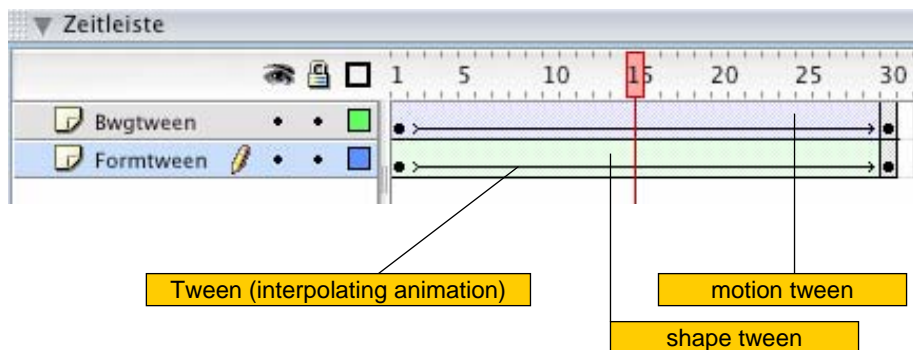 Zeitleiste
1 5 10 15 20 25 30
Bwgtween
Formtween
Tween (interpolating animation)
motion tween
shape tween